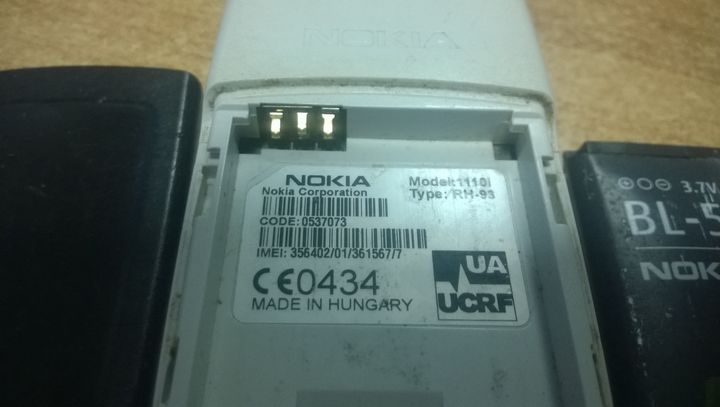 NOKIA
NOKIA
Nokia Corporation
Model:1110i
Type: RH-93
CODE: 0537073
IMEI: 356402/01/361567/7
CE0434
MADE IN HUNGARY
UA
UCRF
3.7V
BL-5
NOK